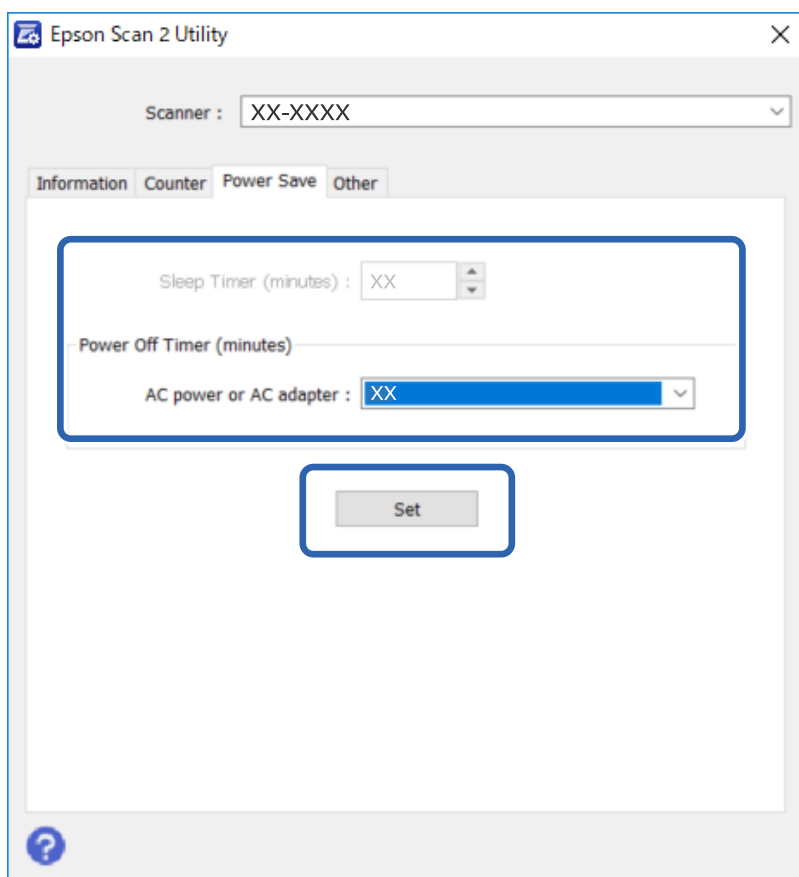 Epson Scan 2 Utility
Scanner : XX-XXXX
Information Counter Power Save Other
Sleep Timer (minutes) : XX
Power Off Timer (minutes)
AC power or AC adapter : XX
Set
?